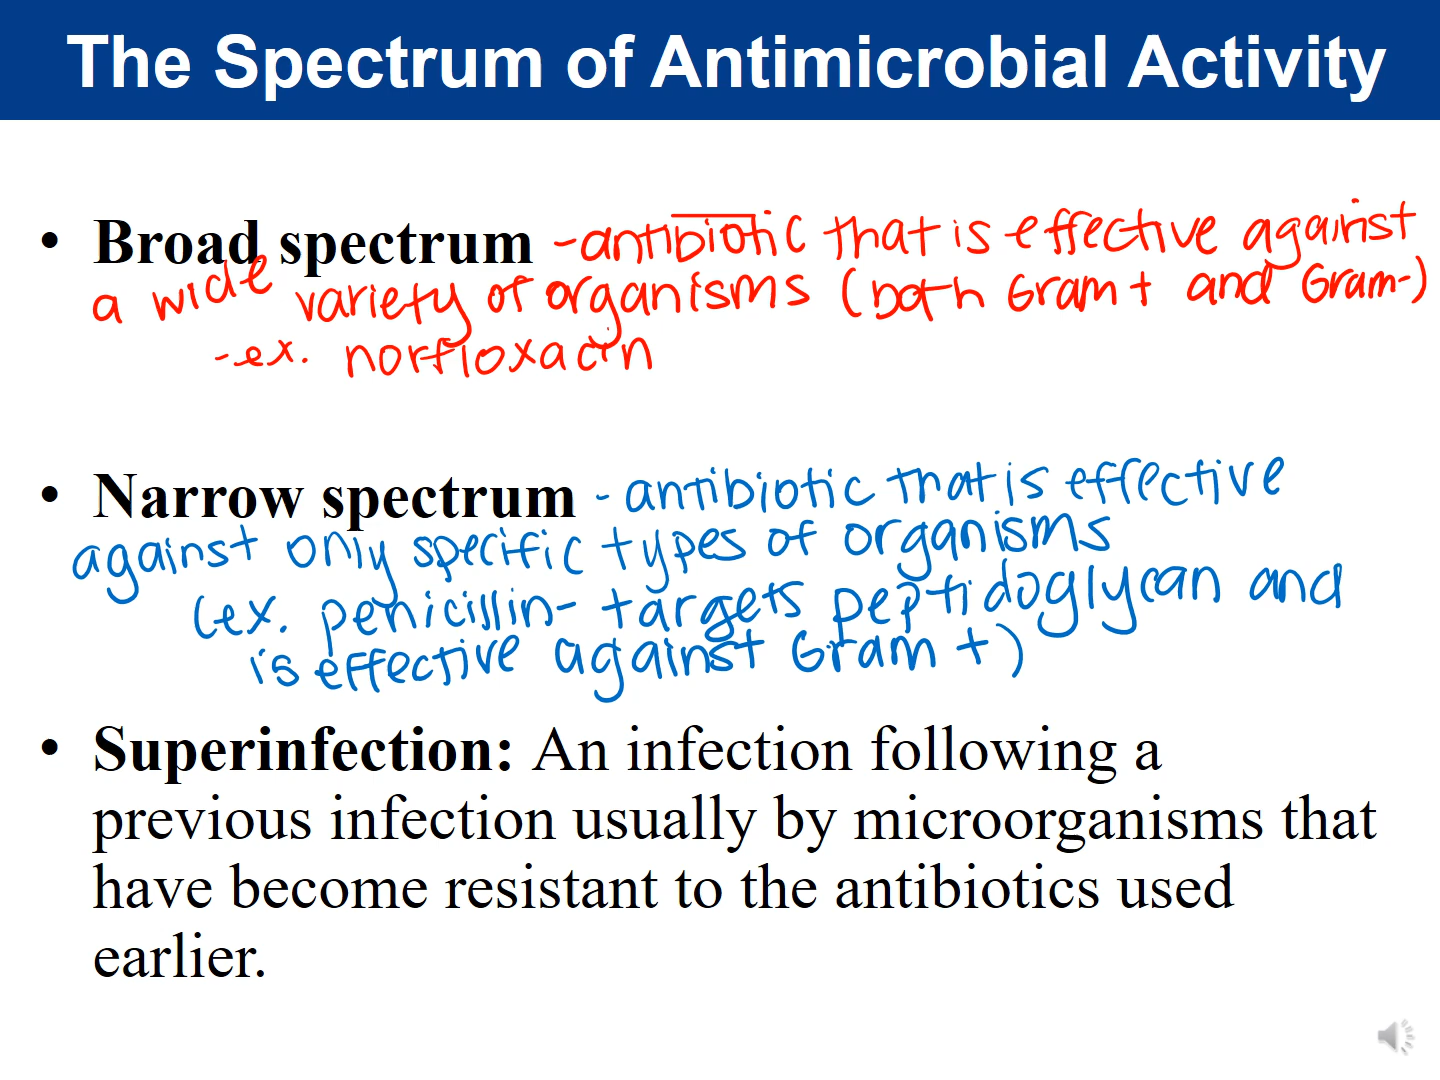 The Spectrum of Antimicrobial Activity
• Broad spectrum - antibiotic that is effective against
a wide variety of organisms (both Gram + and Gram -)
- ex. norfloxacin
• Narrow spectrum - antibiotic that is effective
against only specific types of organisms
(ex. penicillin - targets peptidoglycan and
is effective against Gram +)
• Superinfection: An infection following a
previous infection usually by microorganisms that
have become resistant to the antibiotics used
earlier.